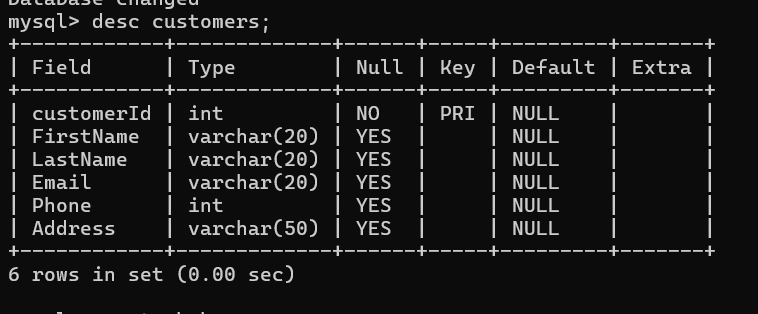 DataBase changed
mysql> desc customers;
+------------+-------------+------+-----+---------+-------+
| Field      | Type        | Null | Key | Default | Extra |
+------------+-------------+------+-----+---------+-------+
| customerId | int         | NO   | PRI | NULL    |       |
| FirstName  | varchar(20) | YES  |     | NULL    |       |
| LastName   | varchar(20) | YES  |     | NULL    |       |
| Email      | varchar(20) | YES  |     | NULL    |       |
| Phone      | int         | YES  |     | NULL    |       |
| Address    | varchar(50) | YES  |     | NULL    |       |
+------------+-------------+------+-----+---------+-------+
6 rows in set (0.00 sec)